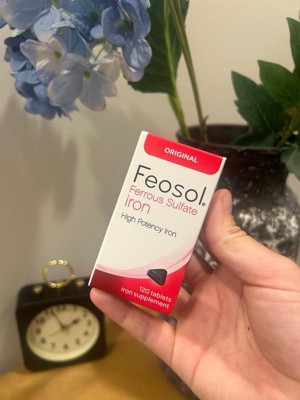 ORIGINAL
Feosol®
Ferrous Sulfate
iron
High Potency Iron
120 tablets
iron supplement